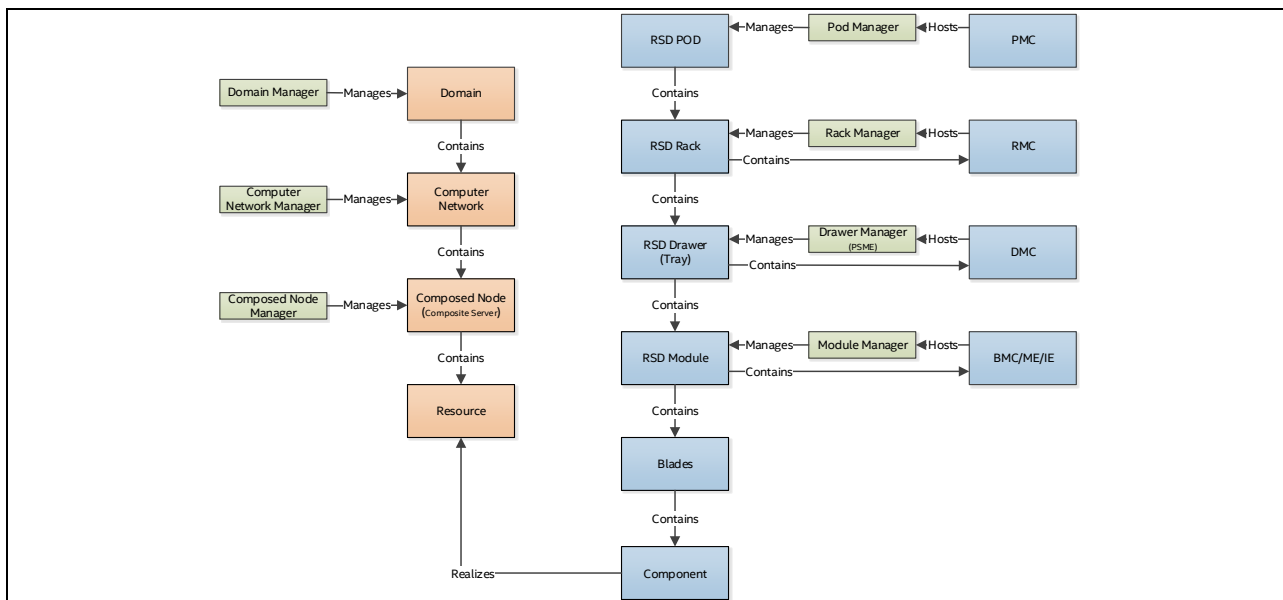 RSD POD
Manages
Pod Manager
Hosts
PMC
Domain Manager
Manages
Domain
Contains
Contains
RSD Rack
Manages
Rack Manager
Hosts
RMC
Contains
Computer
Network Manager
Manages
Computer
Network
Contains
Contains
RSD Drawer
(Tray)
Manages
Drawer Manager
(PSME)
Hosts
DMC
Contains
Composed Node
Manager
Manages
Composed Node
(Composite Server)
Contains
Contains
RSD Module
Manages
Module Manager
Hosts
BMC/ME/IE
Contains
Resource
Contains
Blades
Contains
Component
Realizes